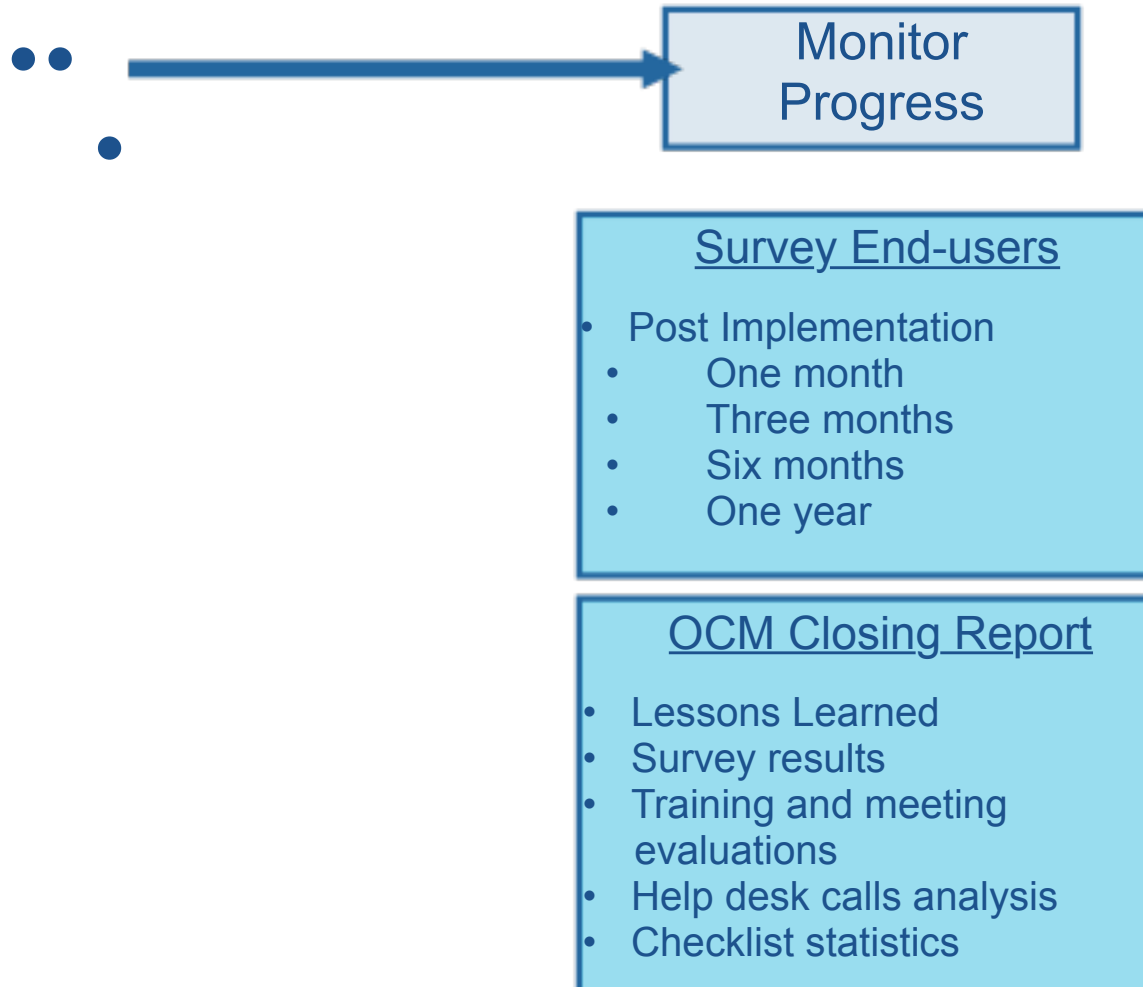 Monitor
Progress
Survey End-users
• Post Implementation
• One month
• Three months
• Six months
• One year
OCM Closing Report
• Lessons Learned
• Survey results
• Training and meeting
evaluations
• Help desk calls analysis
• Checklist statistics